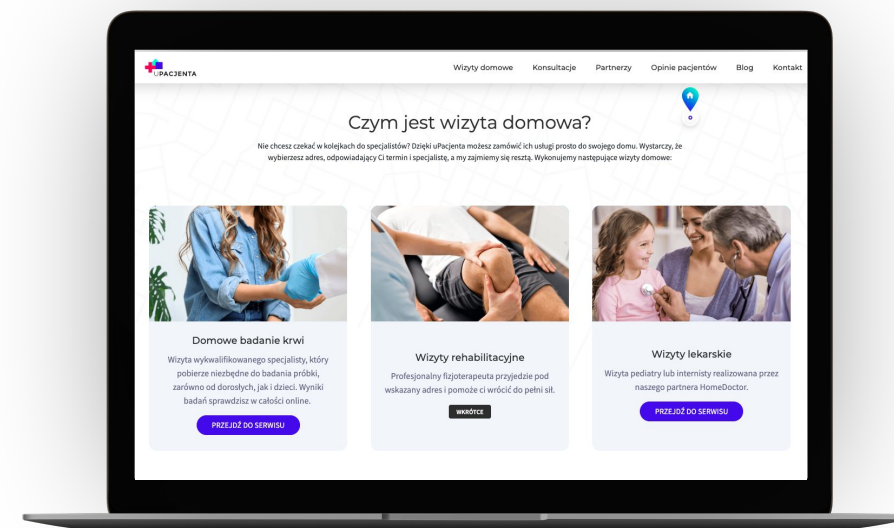 UPACJENTA
Wizyty domowe Konsultacje Partnerzy Opinie pacjentów Blog Kontakt
Czym jest wizyta domowa?
Nie chcesz czekać w kolejkach do specjalistów? Dzięki uPacjenta możesz zamówić ich usługi prosto do swojego domu. Wystarczy, że
wybierzesz adres, odpowiadający Ci termin i specjalistę, a my zajmiemy się resztą. Wykonujemy następujące wizyty domowe:
Domowe badanie krwi
Wizyta wykwalifikowanego specjalisty, który
pobierze niezbędne do badania próbki,
zarówno od dorosłych, jak i dzieci. Wyniki
badań sprawdzisz w całości online.
PRZEJDŹ DO SERWISU
Wizyty rehabilitacyjne
Profesjonalny fizjoterapeuta przyjedzie pod
wskazany adres i pomoże ci wrócić do pełni sił.
WKRÓTCE
Wizyty lekarskie
Wizyta pediatry lub internisty realizowana przez
naszego partnera HomeDoctor.
PRZEJDŹ DO SERWISU